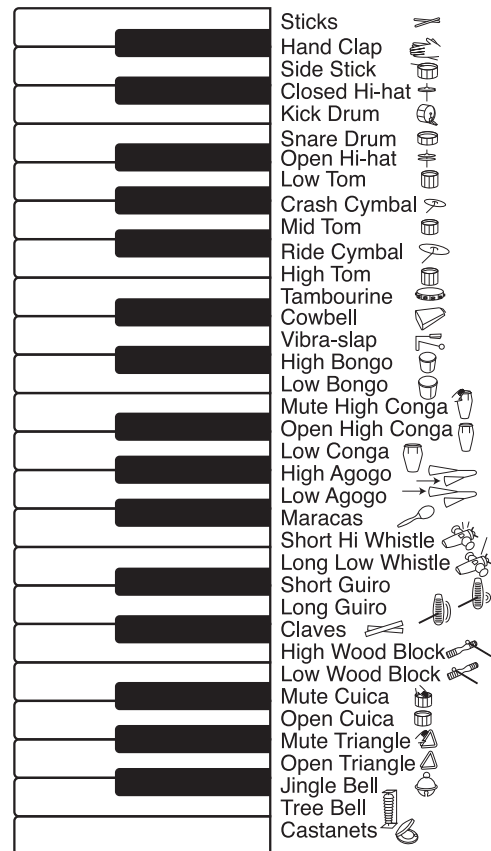 Sticks
Hand Clap
Side Stick
Closed Hi-hat
Kick Drum
Snare Drum
Open Hi-hat
Low Tom
Crash Cymbal
Mid Tom
Ride Cymbal
High Tom
Tambourine
Cowbell
Vibra-slap
High Bongo
Low Bongo
Mute High Conga
Open High Conga
Low Conga
High Agogo
Low Agogo
Maracas
Short Hi Whistle
Long Low Whistle
Short Guiro
Long Guiro
Claves
High Wood Block
Low Wood Block
Mute Cuica
Open Cuica
Mute Triangle
Open Triangle
Jingle Bell
Tree Bell
Castanets